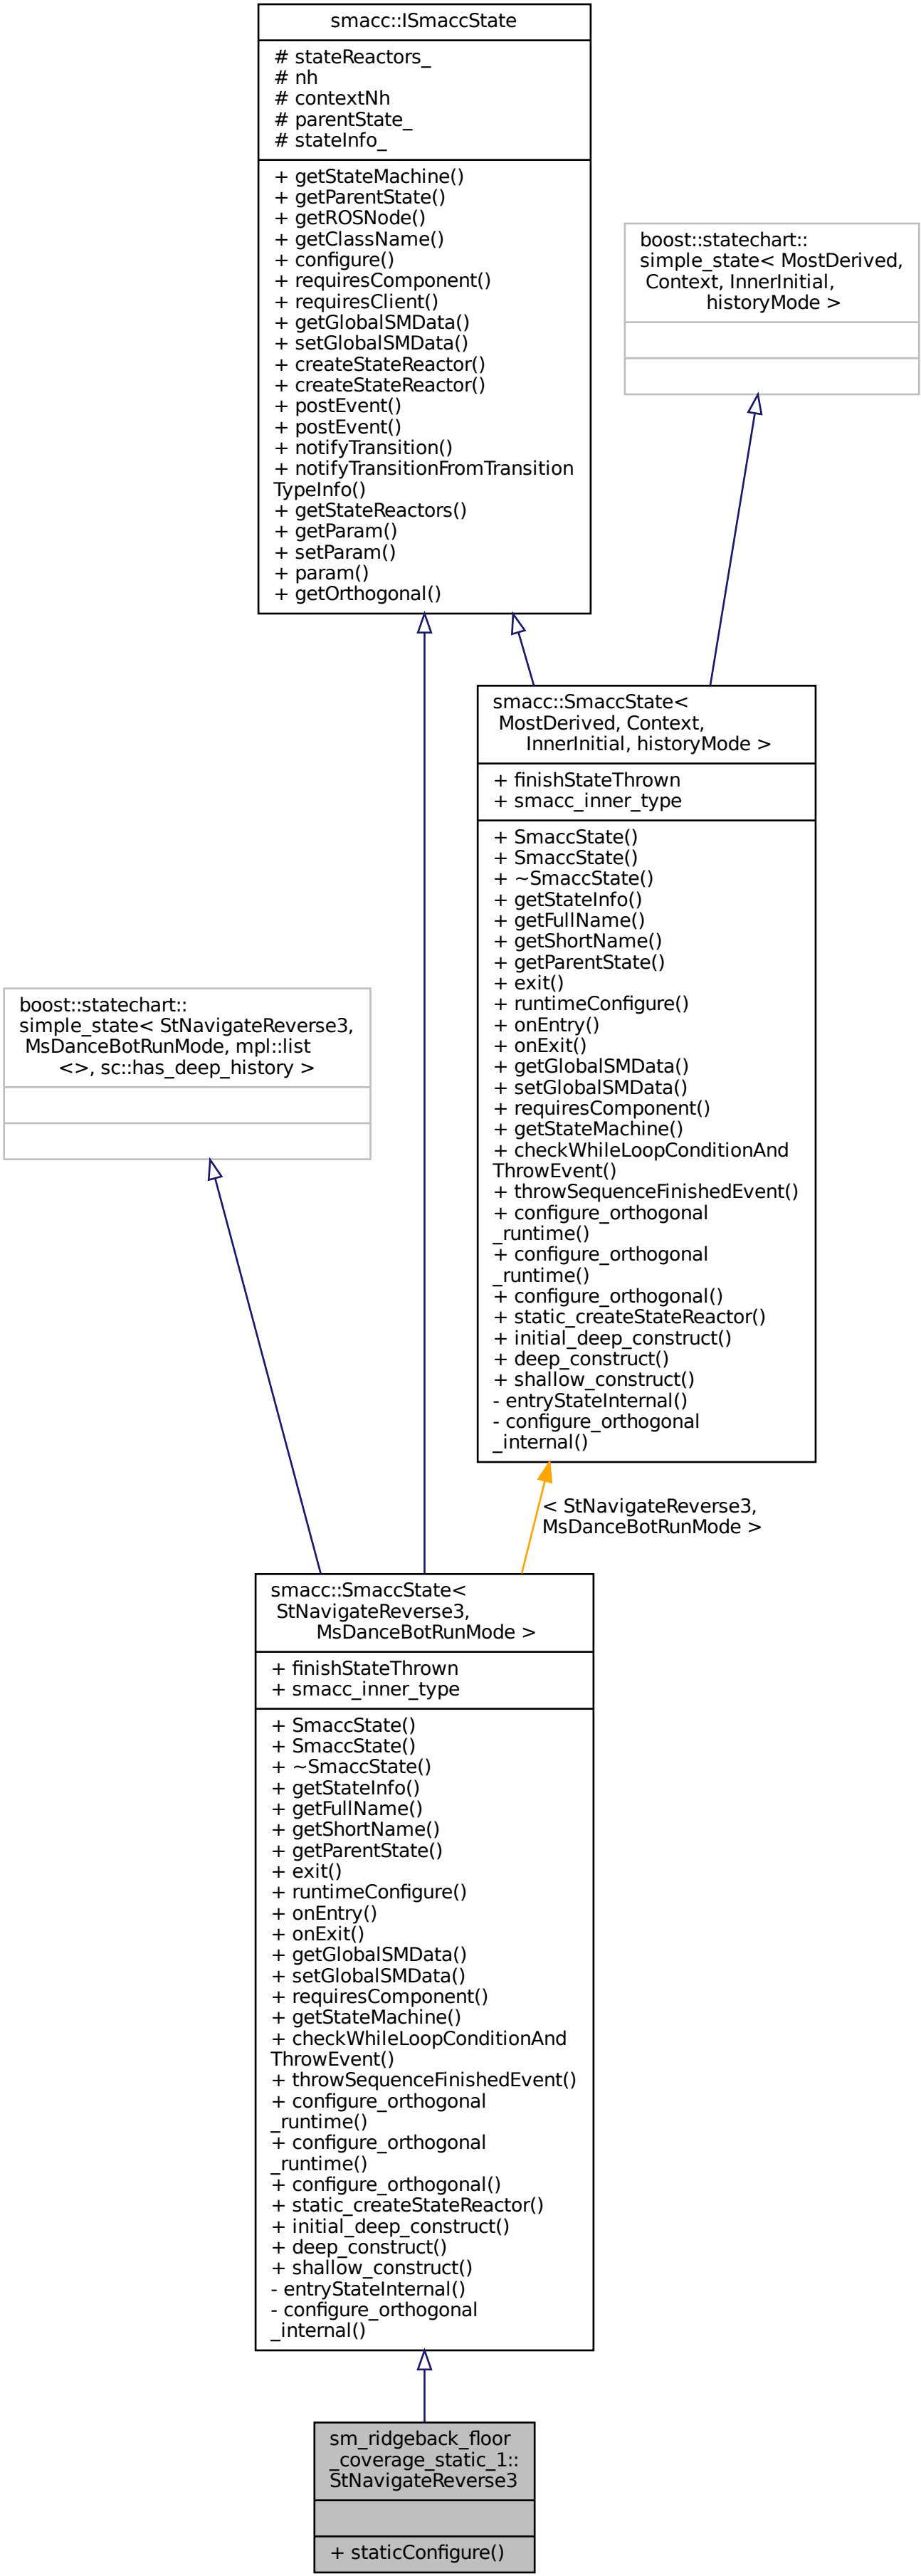 smacc::ISmaccState
# stateReactors_
# nh
# contextNh
# parentState_
# stateInfo_
+ getStateMachine()
+ getParentState()
+ getROSNode()
+ getClassName()
+ configure()
+ requiresComponent()
+ requiresClient()
+ getGlobalSMData()
+ setGlobalSMData()
+ createStateReactor()
+ createStateReactor()
+ postEvent()
+ postEvent()
+ notifyTransition()
+ notifyTransitionFromTransition
TypeInfo()
+ getStateReactors()
+ getParam()
+ setParam()
+ param()
+ getOrthogonal()
boost::statechart::
simple_state< MostDerived,
Context, InnerInitial,
historyMode >
smacc::SmaccState<
MostDerived, Context,
InnerInitial, historyMode >
+ finishStateThrown
+ smacc_inner_type
+ SmaccState()
+ SmaccState()
+ ~SmaccState()
+ getStateInfo()
+ getFullName()
+ getShortName()
+ getParentState()
+ exit()
+ runtimeConfigure()
+ onEntry()
+ onExit()
+ getGlobalSMData()
+ setGlobalSMData()
+ requiresComponent()
+ getStateMachine()
+ checkWhileLoopConditionAnd
ThrowEvent()
+ throwSequenceFinishedEvent()
+ configure_orthogonal
_runtime()
+ configure_orthogonal
_runtime()
+ configure_orthogonal()
+ static_createStateReactor()
+ initial_deep_construct()
+ deep_construct()
+ shallow_construct()
- entryStateInternal()
- configure_orthogonal
_internal()
boost::statechart::
simple_state< StNavigateReverse3,
MsDanceBotRunMode, mpl::list
<>, sc::has_deep_history >
< StNavigateReverse3,
MsDanceBotRunMode >
smacc::SmaccState<
StNavigateReverse3,
MsDanceBotRunMode >
+ finishStateThrown
+ smacc_inner_type
+ SmaccState()
+ SmaccState()
+ ~SmaccState()
+ getStateInfo()
+ getFullName()
+ getShortName()
+ getParentState()
+ exit()
+ runtimeConfigure()
+ onEntry()
+ onExit()
+ getGlobalSMData()
+ setGlobalSMData()
+ requiresComponent()
+ getStateMachine()
+ checkWhileLoopConditionAnd
ThrowEvent()
+ throwSequenceFinishedEvent()
+ configure_orthogonal
_runtime()
+ configure_orthogonal
_runtime()
+ configure_orthogonal()
+ static_createStateReactor()
+ initial_deep_construct()
+ deep_construct()
+ shallow_construct()
- entryStateInternal()
- configure_orthogonal
_internal()
sm_ridgeback_floor
_coverage_static_1::
StNavigateReverse3
+ staticConfigure()